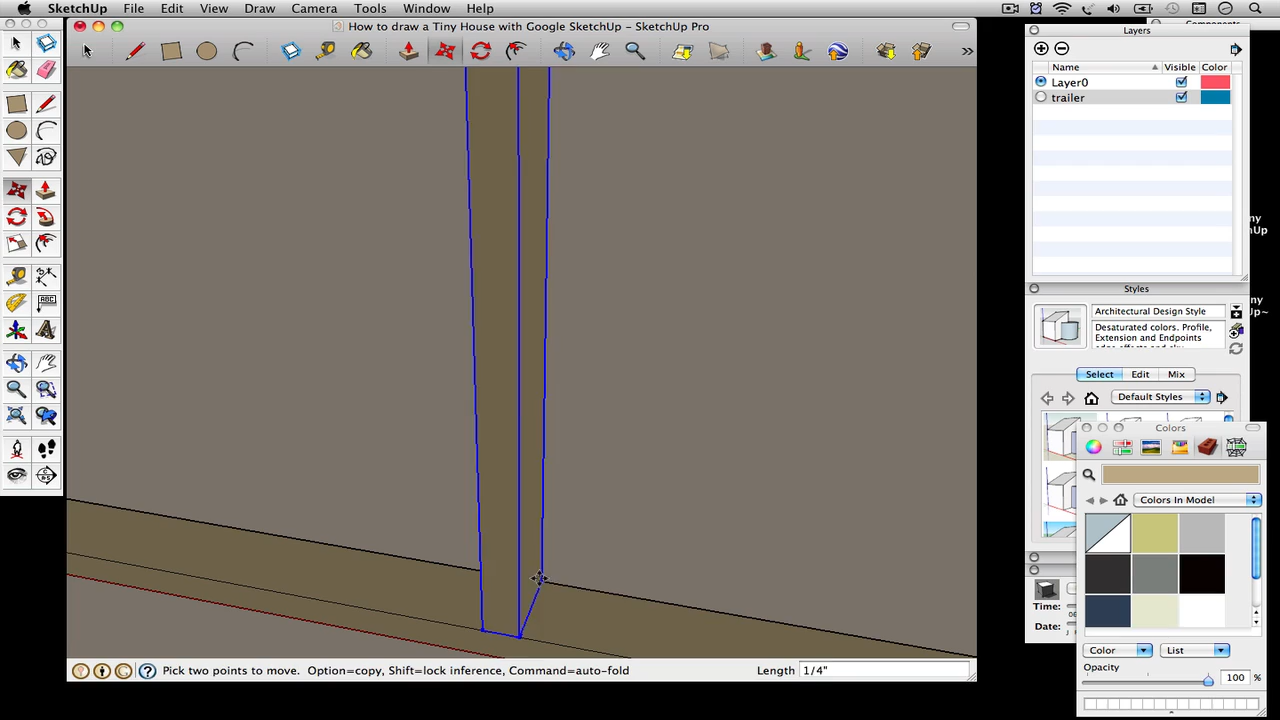 SketchUp File Edit View Draw Camera Tools Window Help
How to draw a Tiny House with Google SketchUp – SketchUp Pro
»
Layers
Name Visible Color
Layer0
trailer
Styles
Architectural Design Style
Desaturated colors. Profile,
Extension and Endpoints
Select Edit Mix
Default Styles
Colors
Colors In Model
Time:
Date:
Color List
Opacity
100 %
ABC
Pick two points to move. Option=copy, Shift=lock inference, Command=auto-fold
Length 1/4"